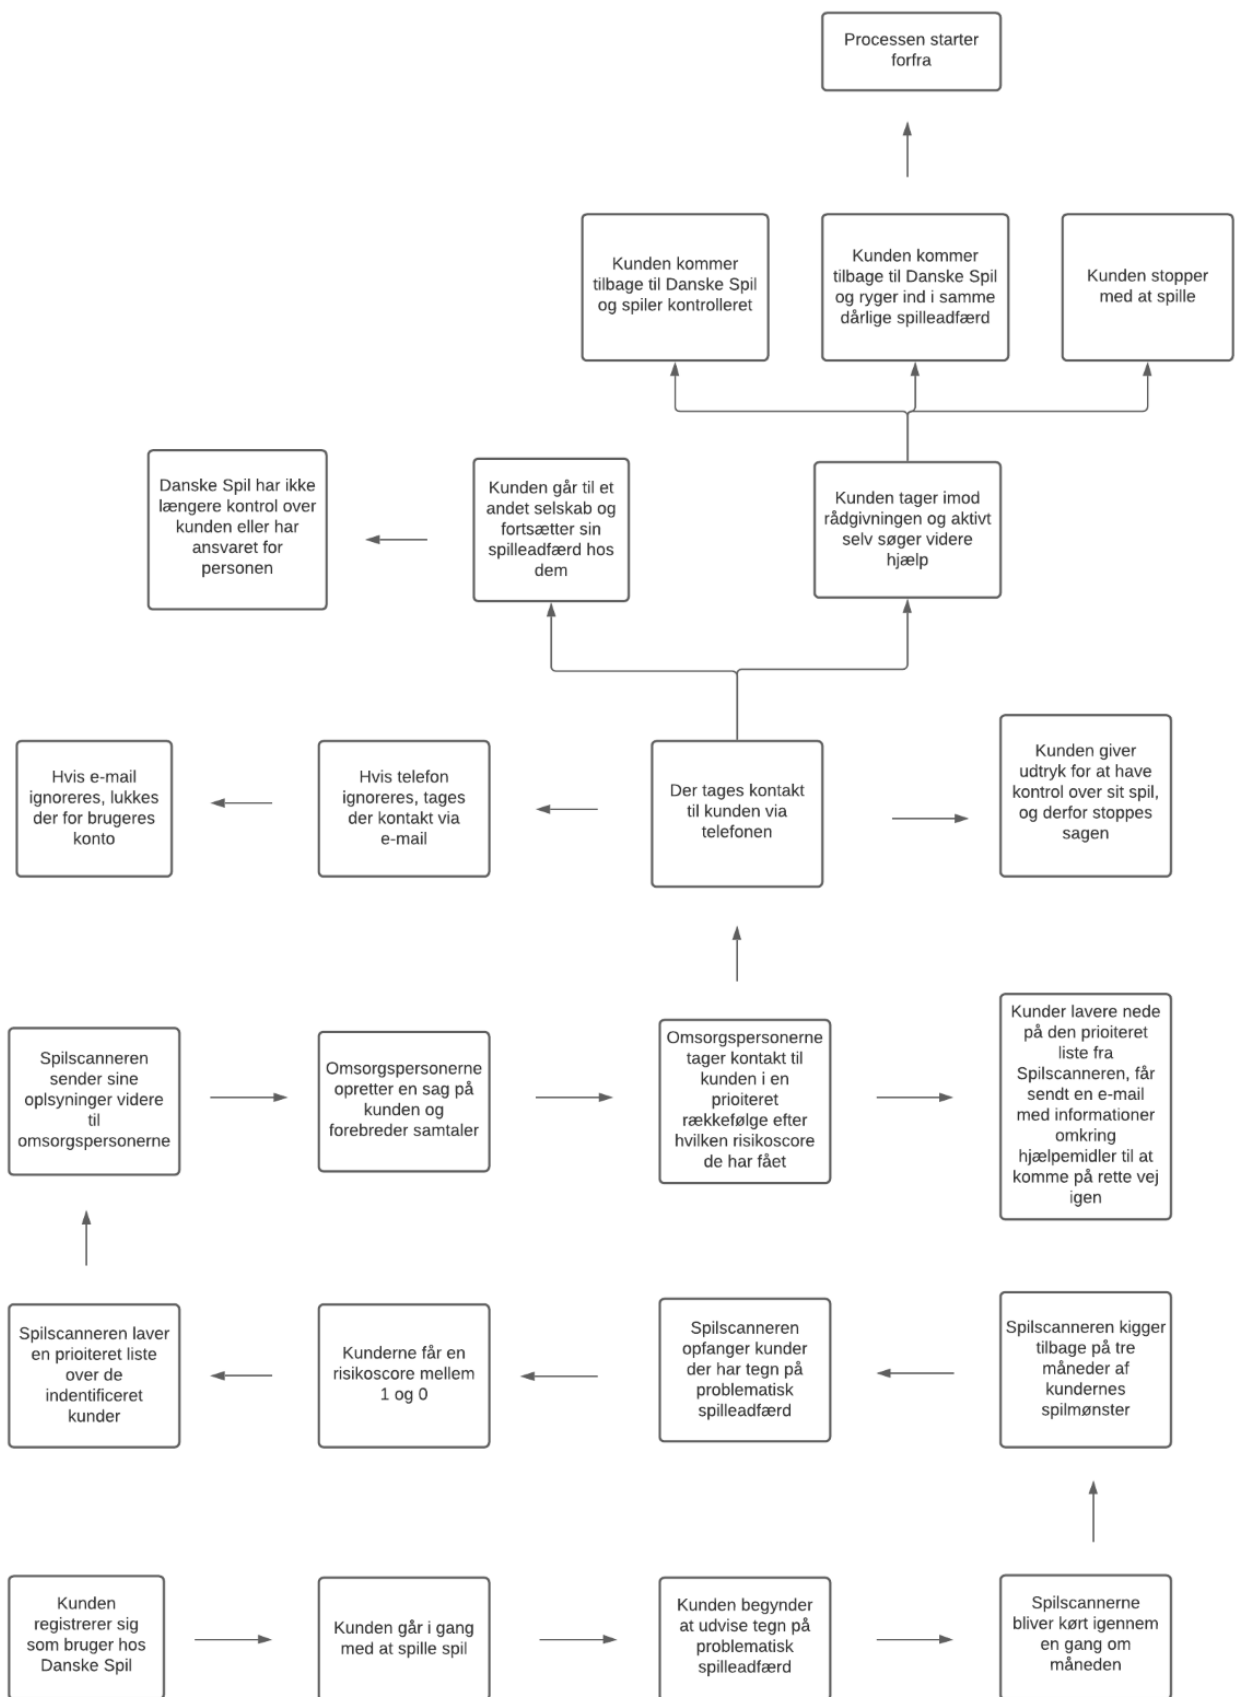 Processen starter
forfra
Kunden kommer
tilbage til Danske Spil
og spiler kontrolleret
Kunden kommer
tilbage til Danske Spil
og ryger ind i samme
dårlige spilleadfærd
Kunden stopper
med at spille
Danske Spil har ikke
længere kontrol over
kunden eller har
ansvaret for
personen
Kunden går til et
andet selskab og
fortsætter sin
spilleadfærd hos
dem
Kunden tager imod
rådgivningen og aktivt
selv søger videre
hjælp
Hvis e-mail
ignoreres, lukkes
der for brugeres
konto
Hvis telefon
ignoreres, tages
der kontakt via
e-mail
Der tages kontakt
til kunden via
telefonen
Kunden giver
udtryk for at have
kontrol over sit spil,
og derfor stoppes
sagen
Spilscanneren
sender sine
oplsyninger videre
til
omsorgspersonerne
Omsorgspersonerne
opretter en sag på
kunden og
forebreder samtaler
Omsorgspersonerne
tager kontakt til
kunden i en
prioiteret
rækkefølge efter
hvilken risikoscore
de har fået
Kunder lavere nede
på den prioiteret
liste fra
Spilscanneren, får
sendt en e-mail
med informationer
omkring
hjælpemidler til at
komme på rette vej
igen
Spilscanneren laver
en prioiteret liste
over de
indentificeret
kunder
Kunderne får en
risikoscore mellem
1 og 0
Spilscanneren
opfanger kunder
der har tegn på
problematisk
spilleadfærd
Spilscanneren kigger
tilbage på tre
måneder af
kundernes
spilmønster
Kunden
registrerer sig
som bruger hos
Danske Spil
Kunden går i gang
med at spille spil
Kunden begynder
at udvise tegn på
problematisk
spilleadfærd
Spilscannerne
bliver kørt igennem
en gang om
måneden